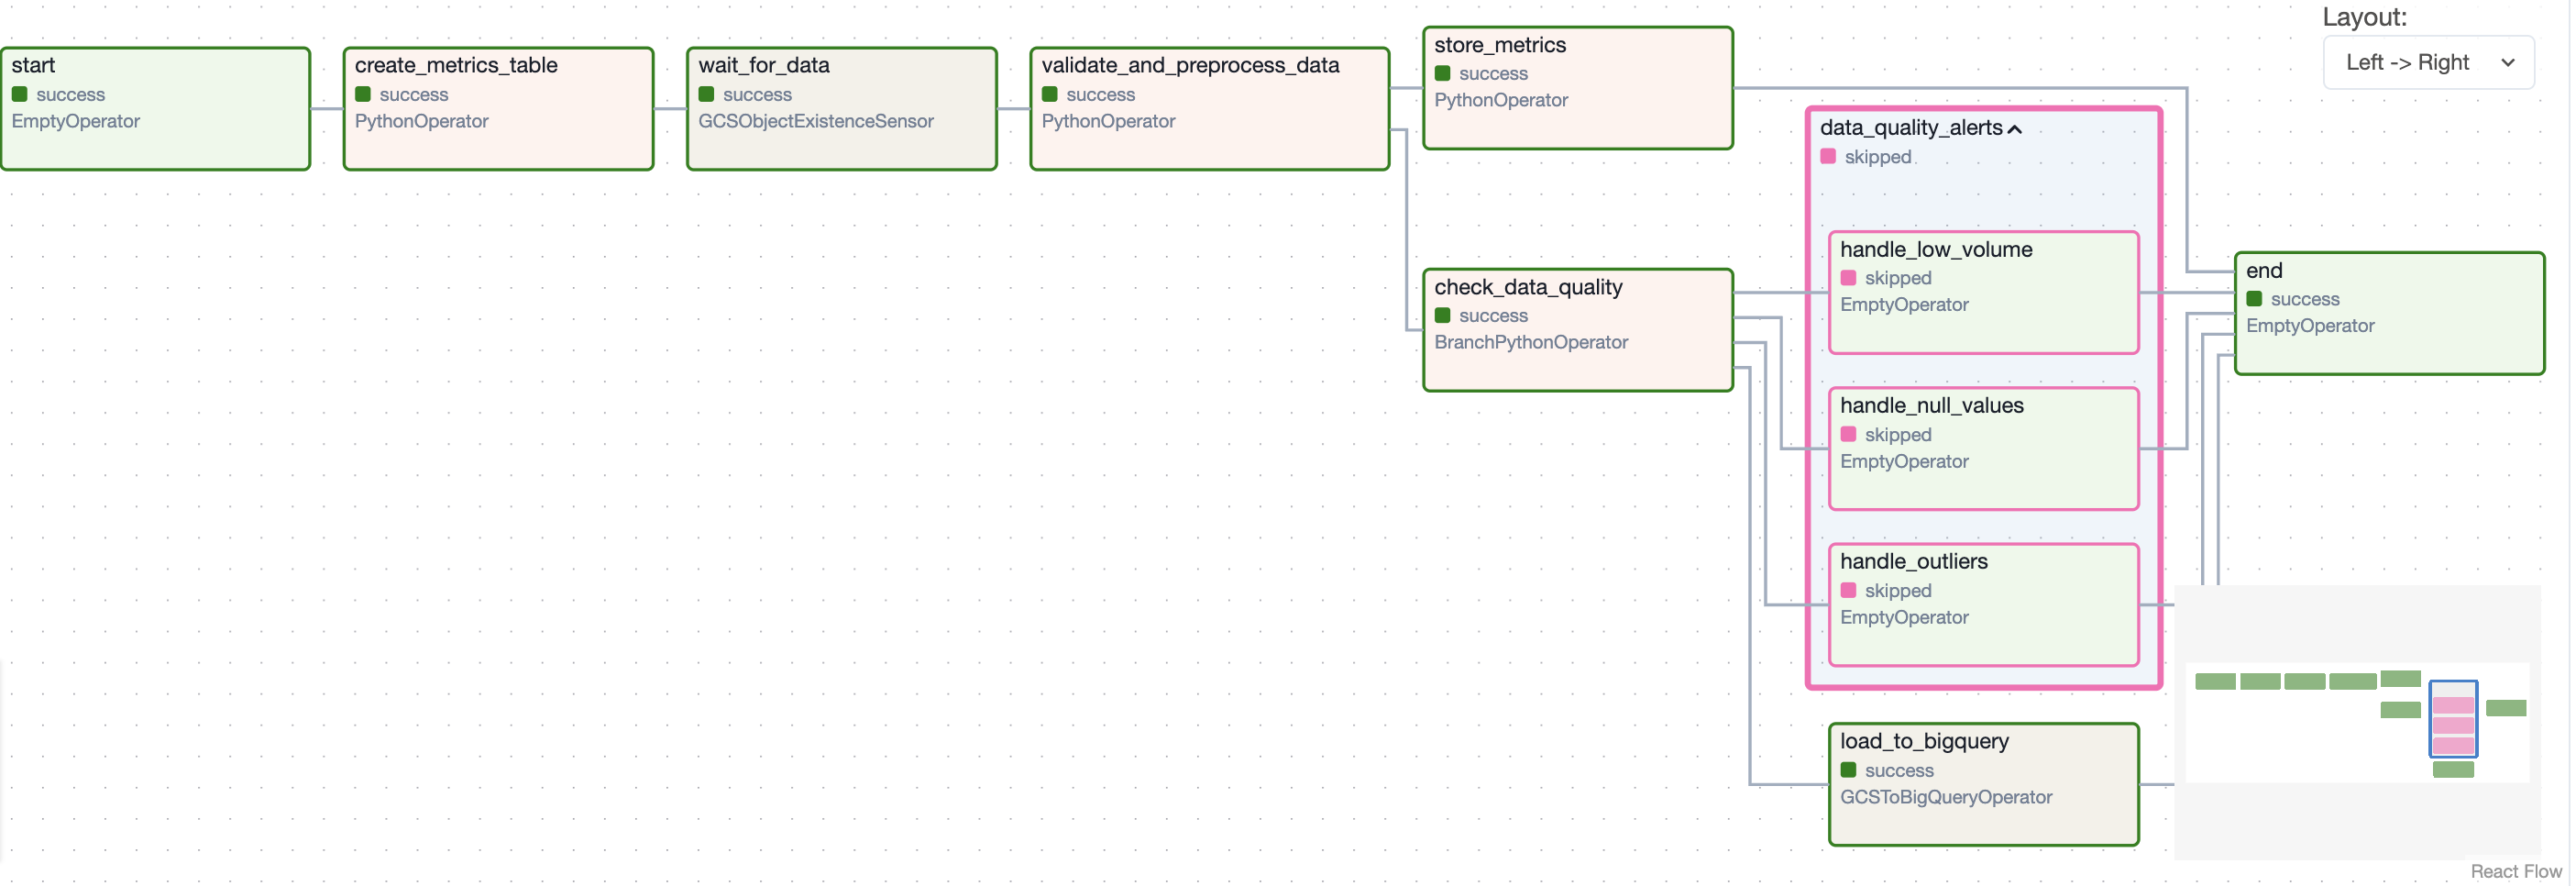 Layout:
Left -> Right
start
success
EmptyOperator
create_metrics_table
success
PythonOperator
wait_for_data
success
GCSObjectExistenceSensor
validate_and_preprocess_data
success
PythonOperator
store_metrics
success
PythonOperator
check_data_quality
success
BranchPythonOperator
data_quality_alerts
skipped
handle_low_volume
skipped
EmptyOperator
handle_null_values
skipped
EmptyOperator
handle_outliers
skipped
EmptyOperator
load_to_bigquery
success
GCSToBigQueryOperator
end
success
EmptyOperator
React Flow